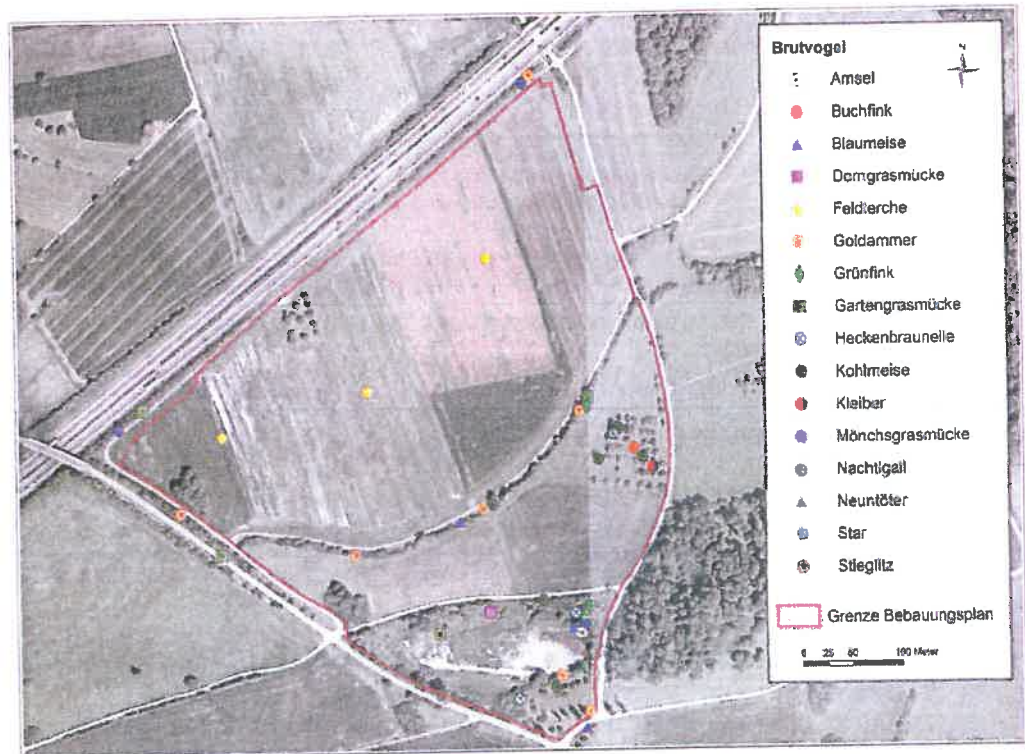 Brutvogel
N
Amsel
Buchfink
Blaumeise
Dorngrasmücke
Feldlerche
Goldammer
Grünfink
Gartengrasmücke
Heckenbraunelle
Kohlmeise
Kleiber
Mönchsgrasmücke
Nachtigall
Neuntöter
Star
Stieglitz
Grenze Bebauungsplan
0 25 50 100 Meter